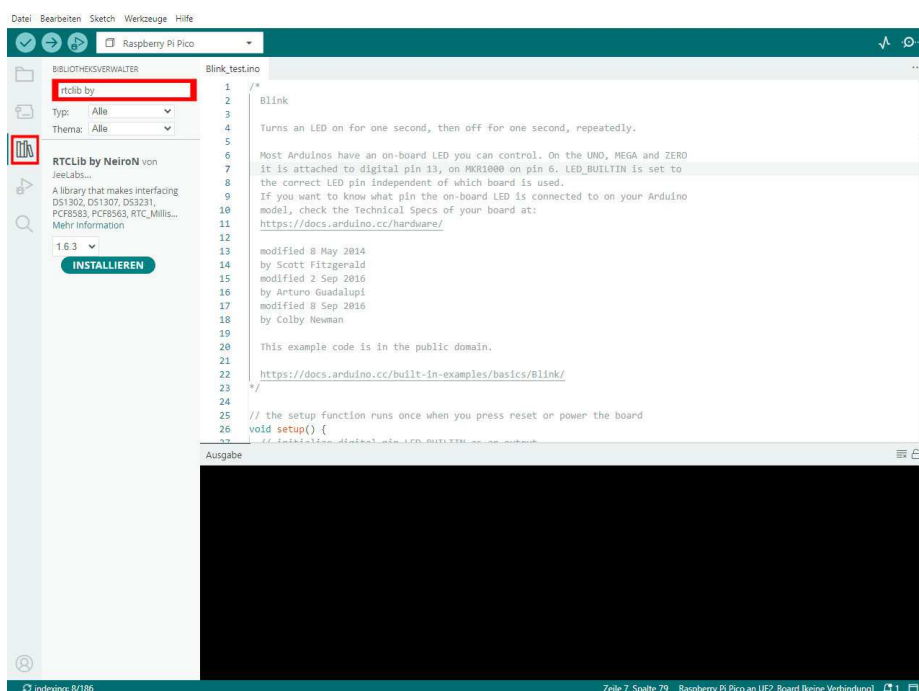 Datei Bearbeiten Sketch Werkzeuge Hilfe
Raspberry Pi Pico
BIBLIOTHEKSVERWALTER
rtclib by
Typ: Alle
Thema: Alle
RTCLib by NeiroN von
JeeLabs...
A library that makes interfacing
DS1302, DS1307, DS3231,
PCF8583, PCF8563, RTC_Millis...
Mehr Information
1.6.3
INSTALLIEREN
Blink_test.ino
1 /*
2 Blink
3
4 Turns an LED on for one second, then off for one second, repeatedly.
5
6 Most Arduinos have an on-board LED you can control. On the UNO, MEGA and ZERO
7 it is attached to digital pin 13, on MKR1000 on pin 6. LED_BUILTIN is set to
8 the correct LED pin independent of which board is used.
9 If you want to know what pin the on-board LED is connected to on your Arduino
10 model, check the Technical Specs of your board at:
11 https://docs.arduino.cc/hardware/
12
13 modified 8 May 2014
14 by Scott Fitzgerald
15 modified 2 Sep 2016
16 by Arturo Guadalupi
17 modified 8 Sep 2016
18 by Colby Newman
19
20 This example code is in the public domain.
21
22 https://docs.arduino.cc/built-in-examples/basics/Blink/
23 */
24
25 // the setup function runs once when you press reset or power the board
26 void setup() {
27 // initialize digital pin LED_BUILTIN as an output
Ausgabe
indexing: 8/186
Zeile 7, Spalte 79 Raspberry Pi Pico an UF2 Board [keine Verbindung] 1